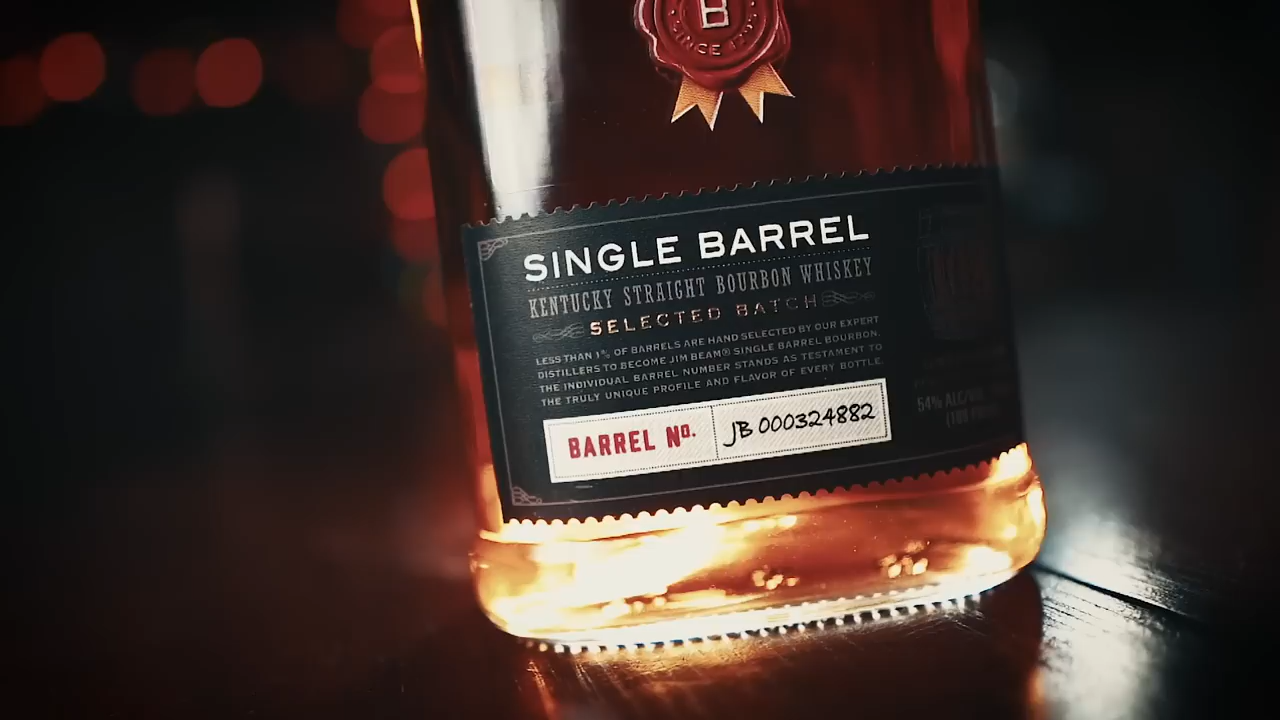 B
SINCE
SINGLE BARREL
KENTUCKY STRAIGHT BOURBON WHISKEY
SELECTED BATCH
LESS THAN 1% OF BARRELS ARE HAND SELECTED BY OUR EXPERT
DISTILLERS TO BECOME JIM BEAM® SINGLE BARREL BOURBON.
THE INDIVIDUAL BARREL NUMBER STANDS AS TESTAMENT TO
THE TRULY UNIQUE PROFILE AND FLAVOR OF EVERY BOTTLE.
BARREL No. JB 000324882
54% ALC/